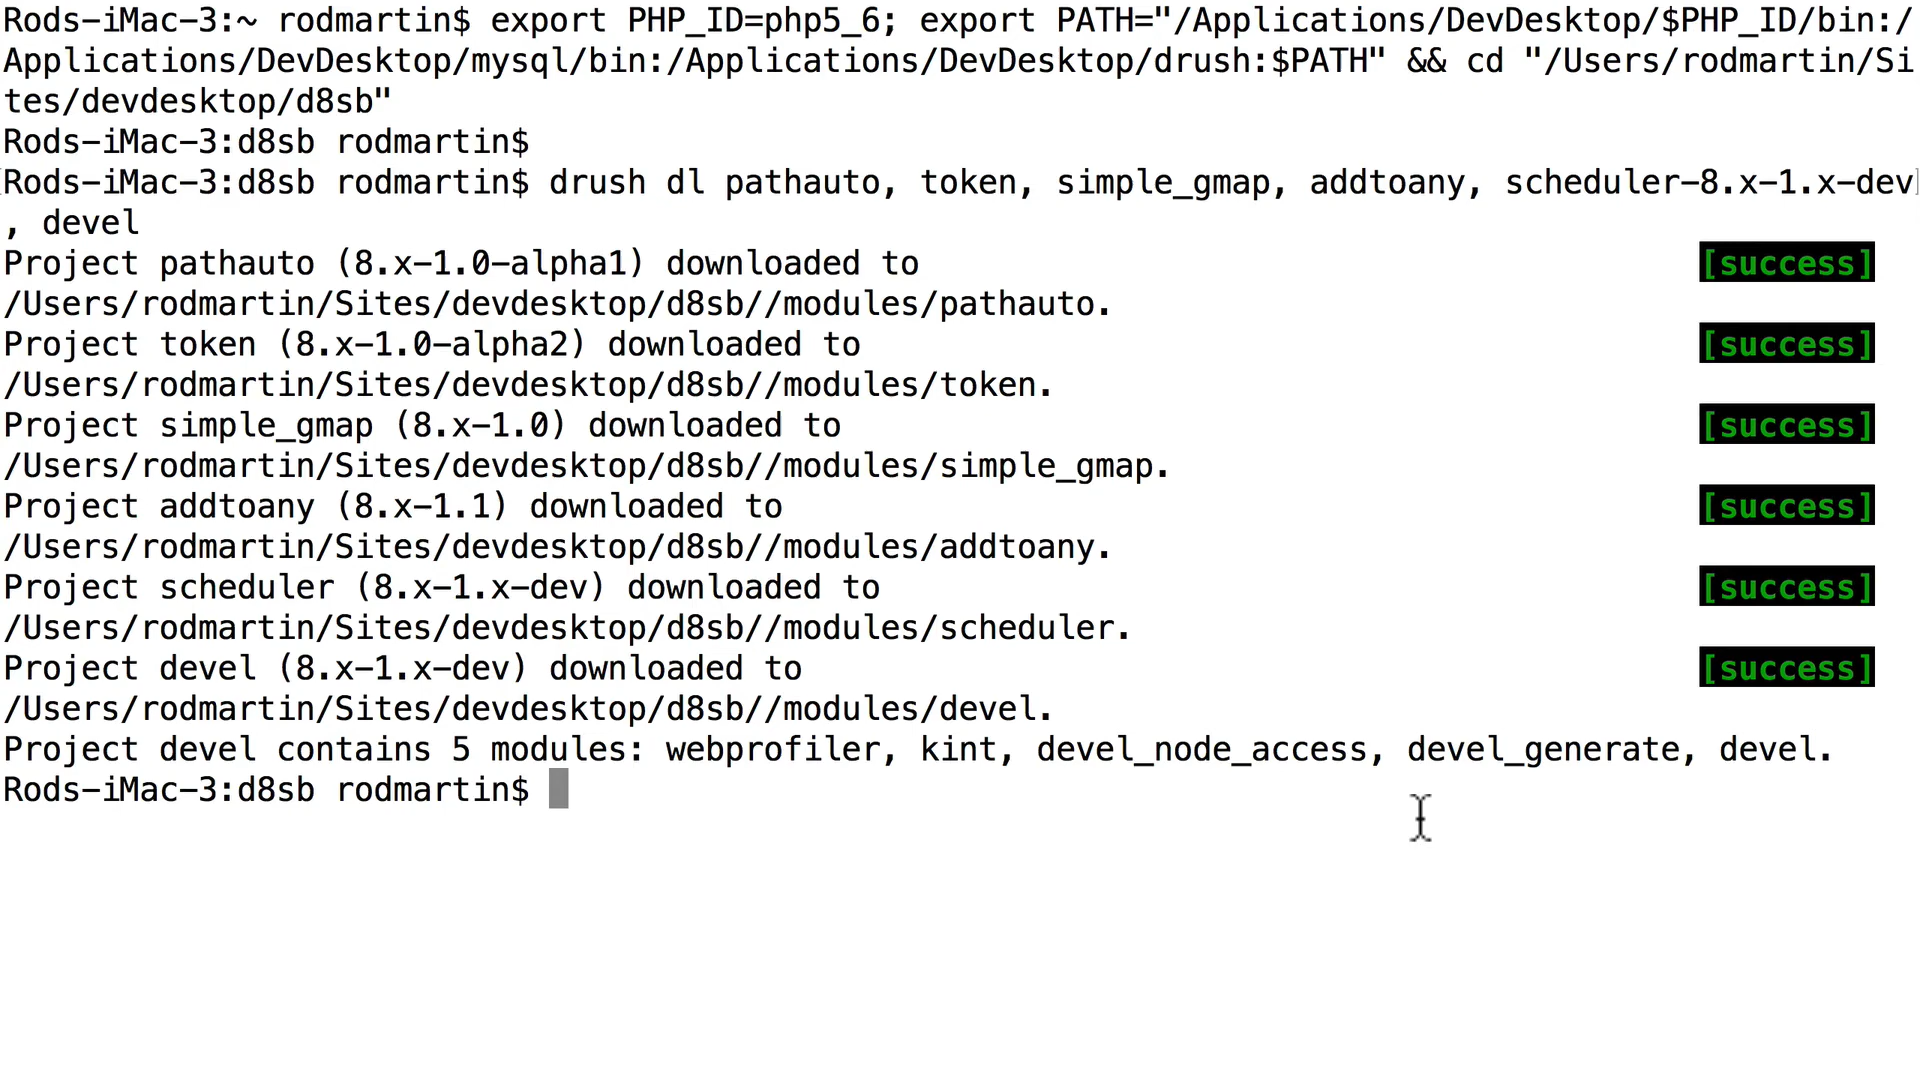 Rods-iMac-3:~ rodmartin$ export PHP_ID=php5_6; export PATH="/Applications/DevDesktop/$PHP_ID/bin:/
Applications/DevDesktop/mysql/bin:/Applications/DevDesktop/drush:$PATH" && cd "/Users/rodmartin/Si
tes/devdesktop/d8sb"
Rods-iMac-3:d8sb rodmartin$
Rods-iMac-3:d8sb rodmartin$ drush dl pathauto, token, simple_gmap, addtoany, scheduler-8.x-1.x-dev
, devel
Project pathauto (8.x-1.0-alpha1) downloaded to [success]
/Users/rodmartin/Sites/devdesktop/d8sb//modules/pathauto.
Project token (8.x-1.0-alpha2) downloaded to [success]
/Users/rodmartin/Sites/devdesktop/d8sb//modules/token.
Project simple_gmap (8.x-1.0) downloaded to [success]
/Users/rodmartin/Sites/devdesktop/d8sb//modules/simple_gmap.
Project addtoany (8.x-1.1) downloaded to [success]
/Users/rodmartin/Sites/devdesktop/d8sb//modules/addtoany.
Project scheduler (8.x-1.x-dev) downloaded to [success]
/Users/rodmartin/Sites/devdesktop/d8sb//modules/scheduler.
Project devel (8.x-1.x-dev) downloaded to [success]
/Users/rodmartin/Sites/devdesktop/d8sb//modules/devel.
Project devel contains 5 modules: webprofiler, kint, devel_node_access, devel_generate, devel.
Rods-iMac-3:d8sb rodmartin$